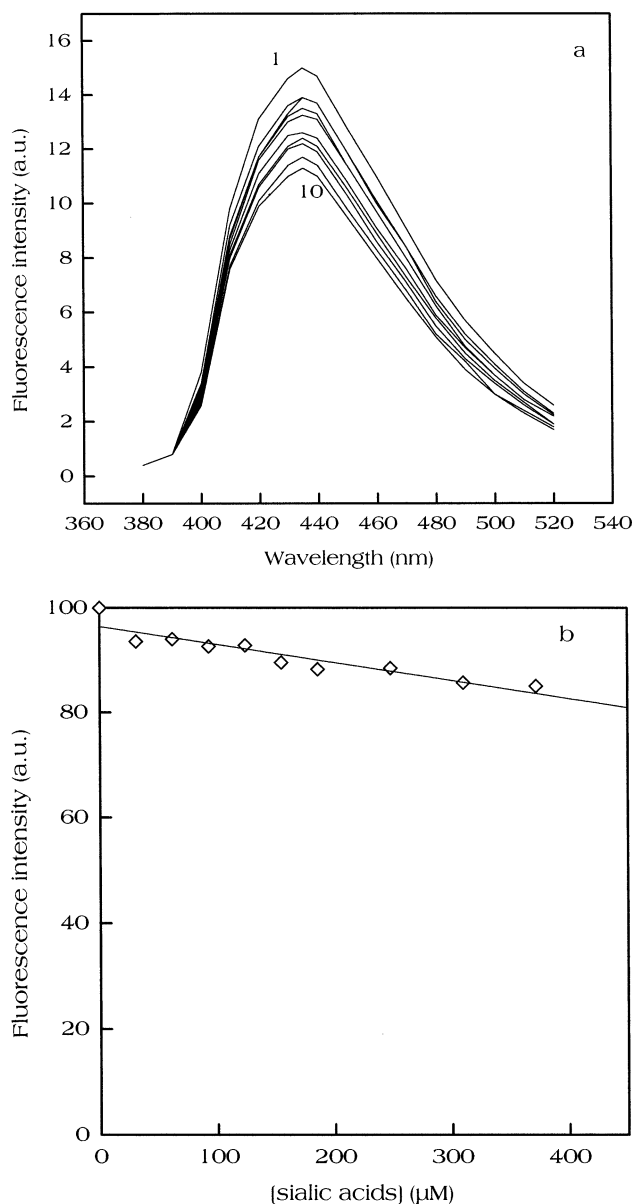 16
14
12
10
8
6
4
2
0
Fluorescence intensity (a.u.)
1
a
10
360 380 400 420 440 460 480 500 520 540
Wavelength (nm)
100
80
60
40
20
0
Fluorescence intensity (a.u.)
b
0 100 200 300 400
[sialic acids] (µM)